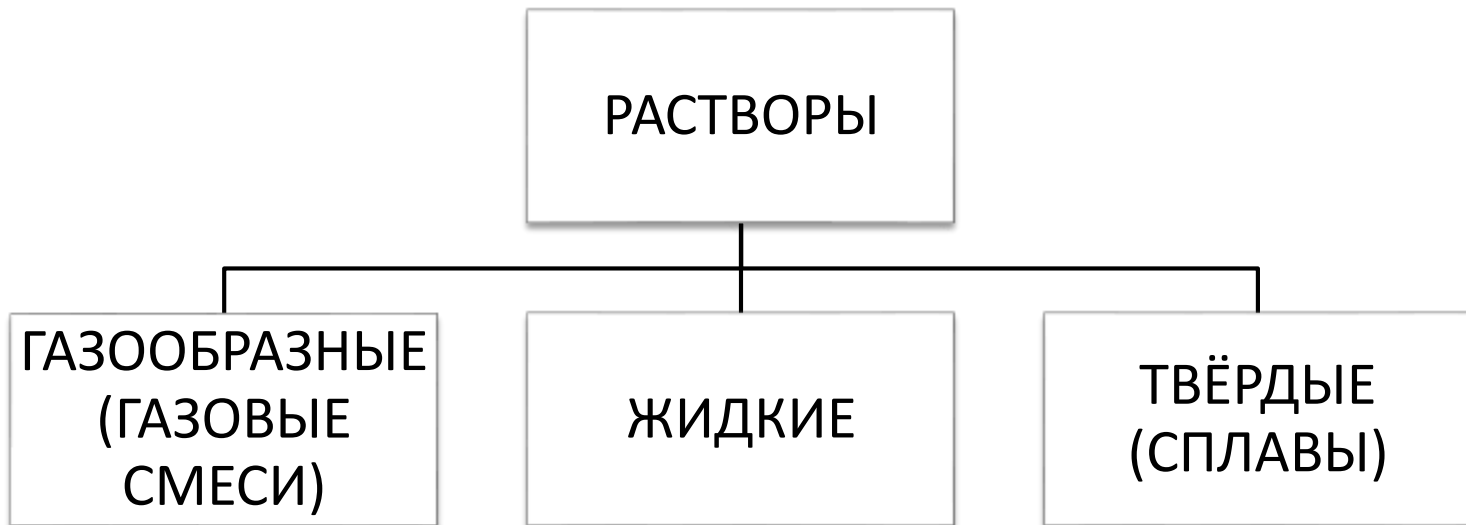 РАСТВОРЫ
ГАЗООБРАЗНЫЕ
(ГАЗОВЫЕ
СМЕСИ)
ЖИДКИЕ
ТВЁРДЫЕ
(СПЛАВЫ)